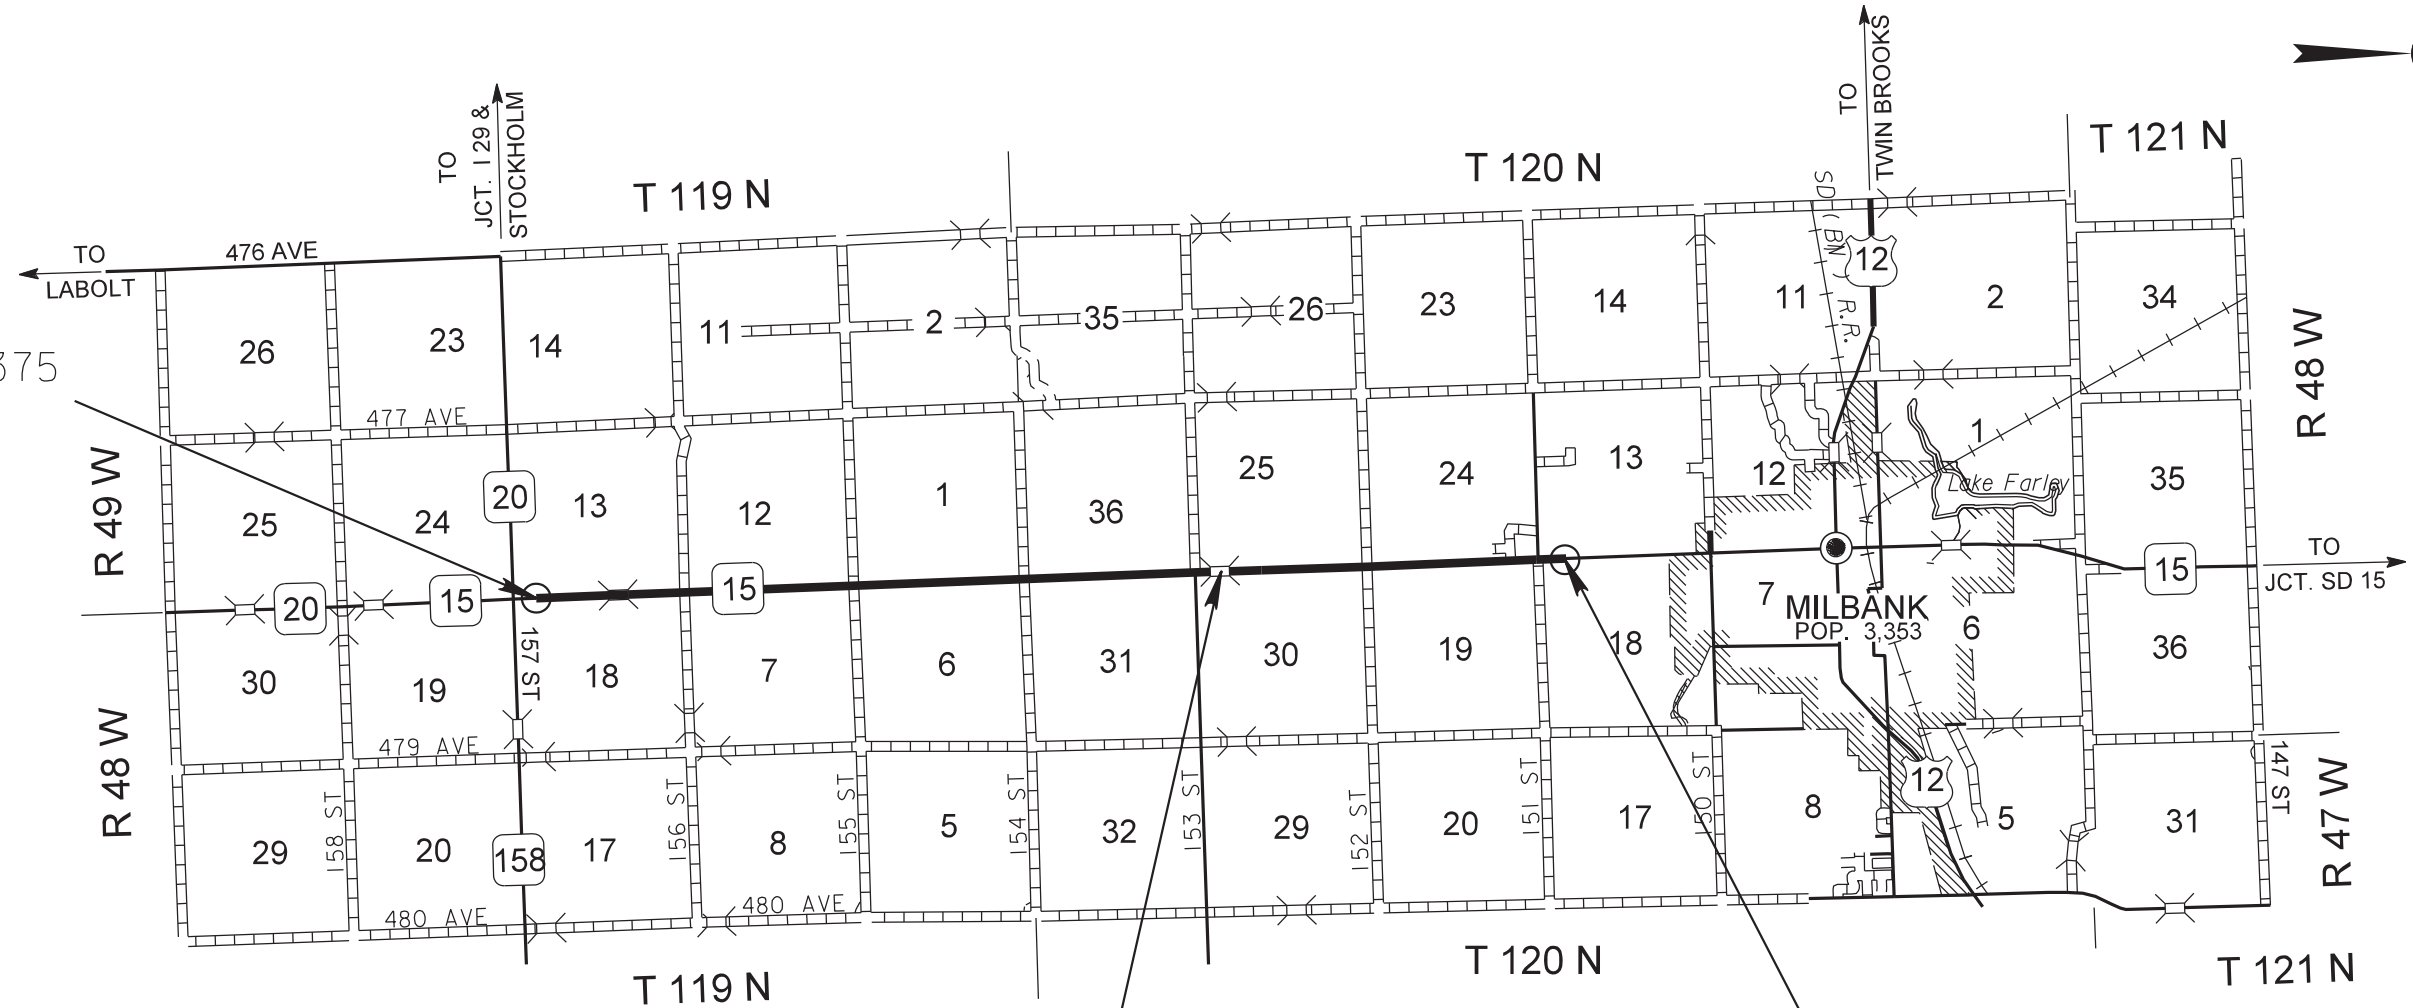 TO
JCT. I 29 &
STOCKHOLM
TO
TWIN BROOKS
T 119 N
T 120 N
T 121 N
TO
LABOLT
476 AVE
SD ( BN ) R.R.
12
26
23
14
11
2
35
26
23
14
11
2
34
R 48 W
375
477 AVE
R 49 W
25
24
20
13
12
1
36
25
24
13
12
1
Lake Farley
35
20
15
15
15
TO
JCT. SD 15
157 ST
7
MILBANK
POP. 3,353
6
30
19
18
7
6
31
30
19
18
36
R 48 W
479 AVE
158 ST
156 ST
155 ST
154 ST
153 ST
152 ST
151 ST
150 ST
147 ST
R 47 W
12
29
20
158
17
8
5
32
29
20
17
8
5
31
480 AVE
480 AVE
T 119 N
T 120 N
T 121 N